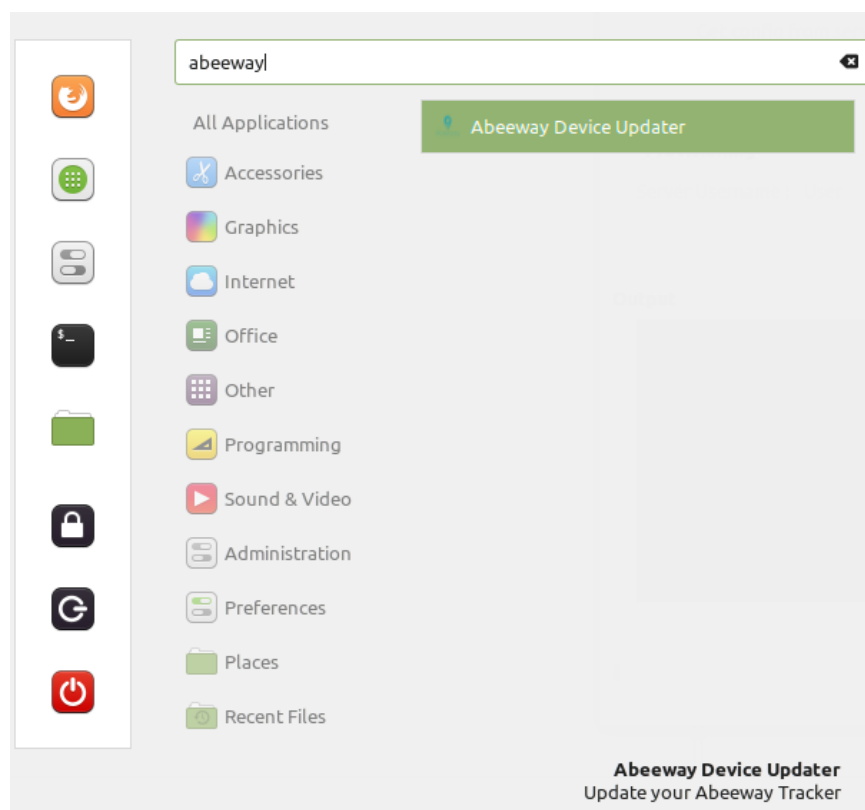 abeeway
All Applications
Abeeway Device Updater
Accessories
Graphics
Internet
$_
Office
Other
Programming
Sound & Video
Administration
Preferences
Places
Recent Files
Abeeway Device Updater
Update your Abeeway Tracker